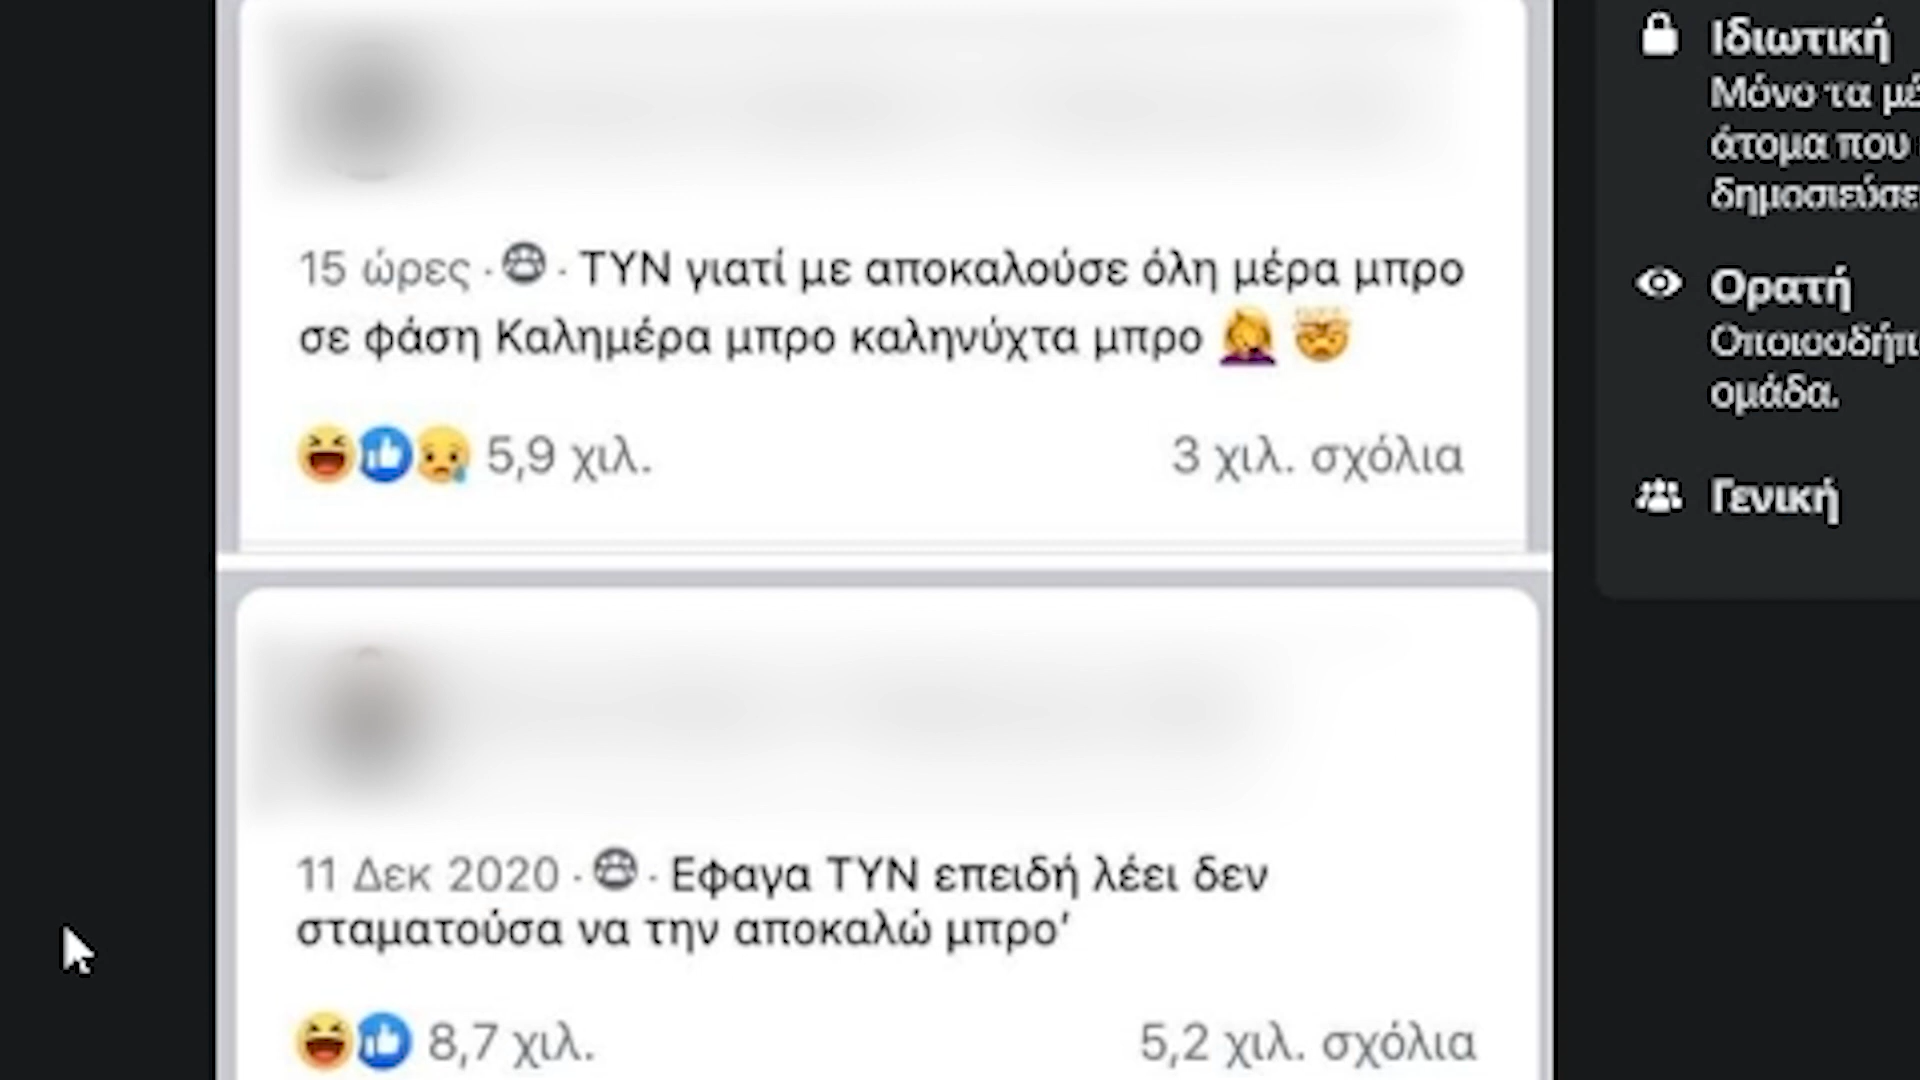 15 ώρες · · ΤΥΝ γιατί με αποκαλούσε όλη μέρα μπρο
σε φάση Καλημέρα μπρο καληνύχτα μπρο 🤦‍♀️ 🤯
5,9 χιλ.
3 χιλ. σχόλια
11 Δεκ 2020 · · Εφαγα ΤΥΝ επειδή λέει δεν
σταματούσα να την αποκαλώ μπρο’
8,7 χιλ.
5,2 χιλ. σχόλια
Ιδιωτική
Μόνο τα μέ
άτομα που
δημοσιεύσε
Ορατή
Οποιοσδήπ
ομάδα.
Γενική